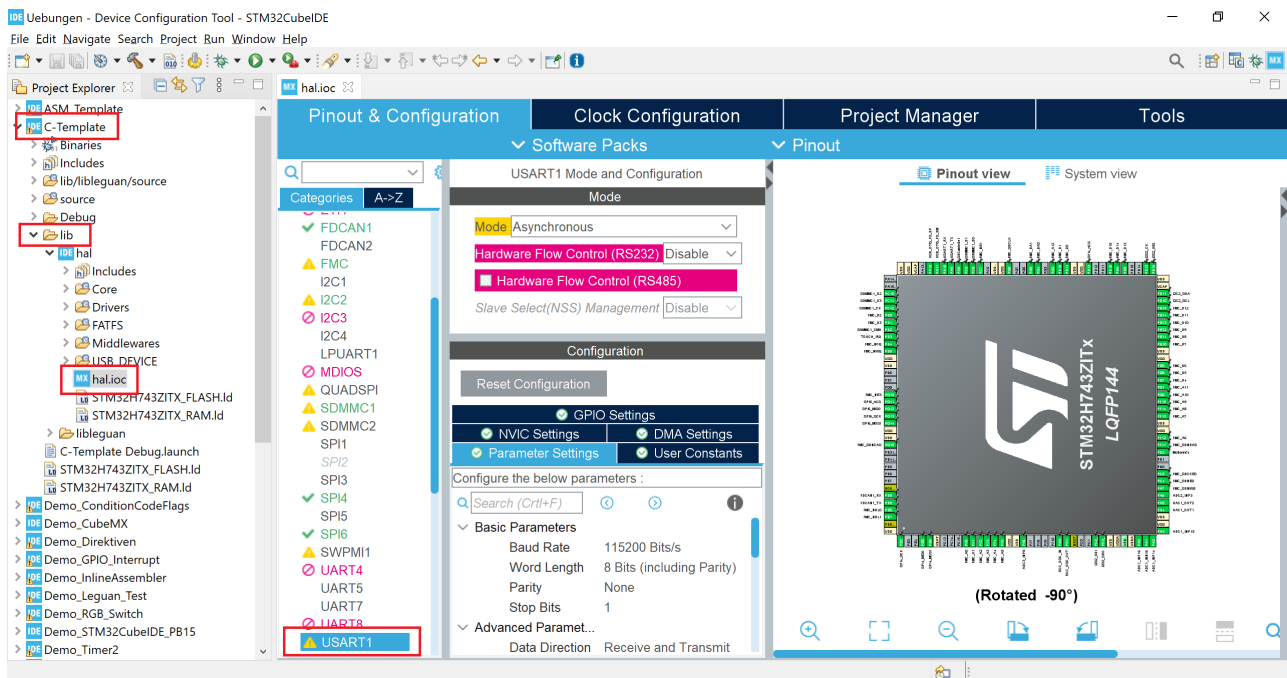 IDE Uebungen - Device Configuration Tool - STM32CubeIDE
File Edit Navigate Search Project Run Window Help
Project Explorer
ASM_Template
C-Template
Binaries
Includes
lib/libleguan/source
source
Debug
lib
hal
Includes
Core
Drivers
FATFS
Middlewares
USB_DEVICE
MX hal.ioc
STM32H743ZITX_FLASH.ld
STM32H743ZITX_RAM.ld
libleguan
C-Template Debug.launch
STM32H743ZITX_FLASH.ld
STM32H743ZITX_RAM.ld
Demo_ConditionCodeFlags
Demo_CubeMX
Demo_Direktiven
Demo_GPIO_Interrupt
Demo_InlineAssembler
Demo_Leguan_Test
Demo_RGB_Switch
Demo_STM32CubeIDE_PB15
Demo_Timer2
MX hal.ioc
Pinout & Configuration
Clock Configuration
Project Manager
Tools
Software Packs
Pinout
Categories
A->Z
FDCAN1
FDCAN2
FMC
I2C1
I2C2
I2C3
I2C4
LPUART1
MDIOS
QUADSPI
SDMMC1
SDMMC2
SPI1
SPI2
SPI3
SPI4
SPI5
SPI6
SWPMI1
UART4
UART5
UART7
UART8
USART1
USART1 Mode and Configuration
Mode
Mode Asynchronous
Hardware Flow Control (RS232) Disable
Hardware Flow Control (RS485)
Slave Select(NSS) Management Disable
Configuration
Reset Configuration
GPIO Settings
NVIC Settings
DMA Settings
Parameter Settings
User Constants
Configure the below parameters :
Search (Crtl+F)
Basic Parameters
Baud Rate 115200 Bits/s
Word Length 8 Bits (including Parity)
Parity None
Stop Bits 1
Advanced Paramet...
Data Direction Receive and Transmit
Pinout view
System view
STM32H743ZITx
LQFP144
(Rotated -90°)